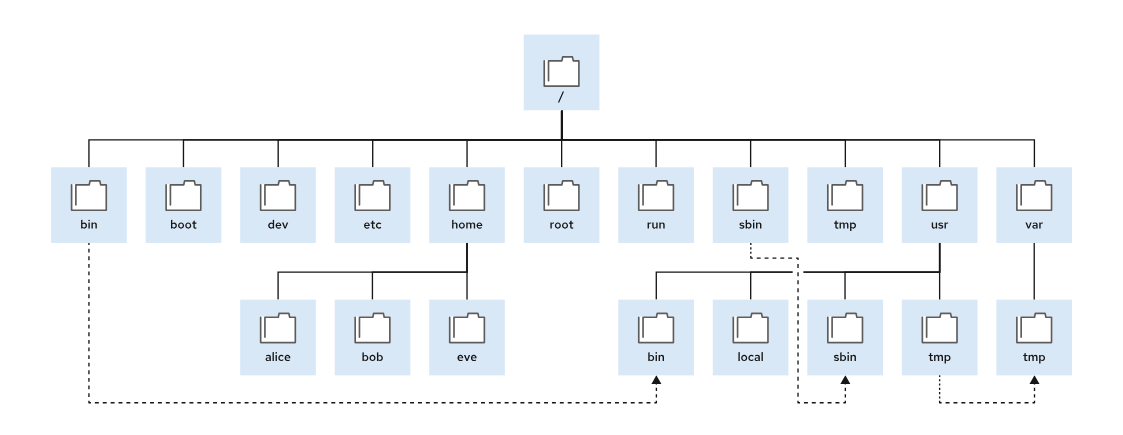 /
bin
boot
dev
etc
home
root
run
sbin
tmp
usr
var
alice
bob
eve
bin
local
sbin
tmp
tmp